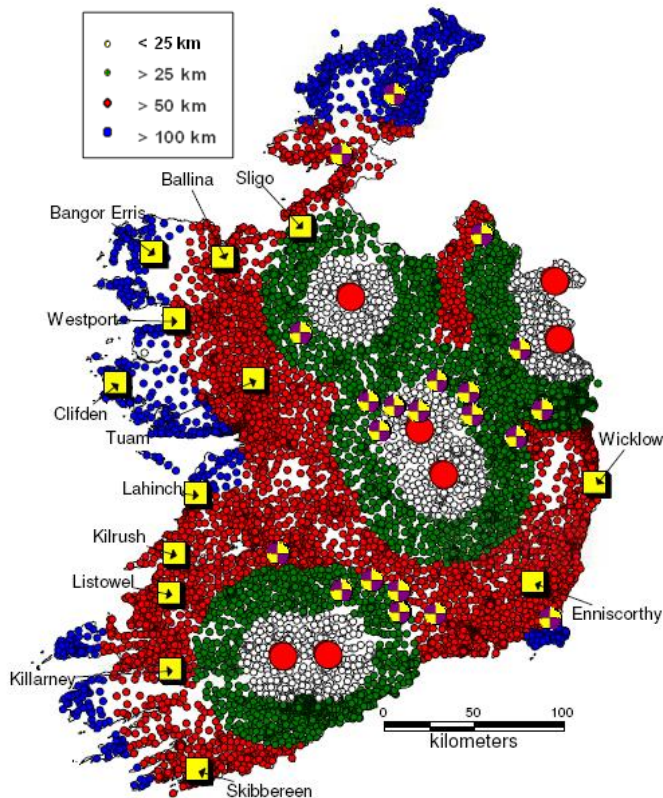 < 25 km
> 25 km
> 50 km
> 100 km
Sligo
Ballina
Bangor Erris
Westport
Clifden
Tuam
Wicklow
Lahinch
Kilrush
Listowel
Enniscorthy
Killarney
0 50 100
kilometers
Skibbereen